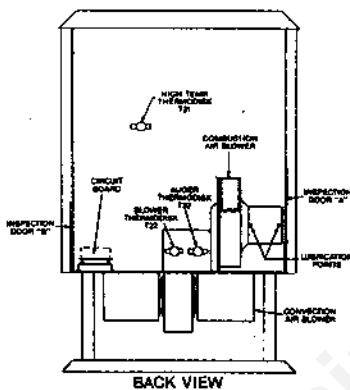 HIGH TEMP
THERMODISK
T31
COMBUSTION
AIR BLOWER
CIRCUIT
BOARD
AUGER
THERMODISK
BLOWER
THERMODISK
T22
INSPECTION
DOOR "B"
INSPECTION
DOOR "A"
LUBRICATION
POINTS
CONVECTION
AIR BLOWER
BACK VIEW